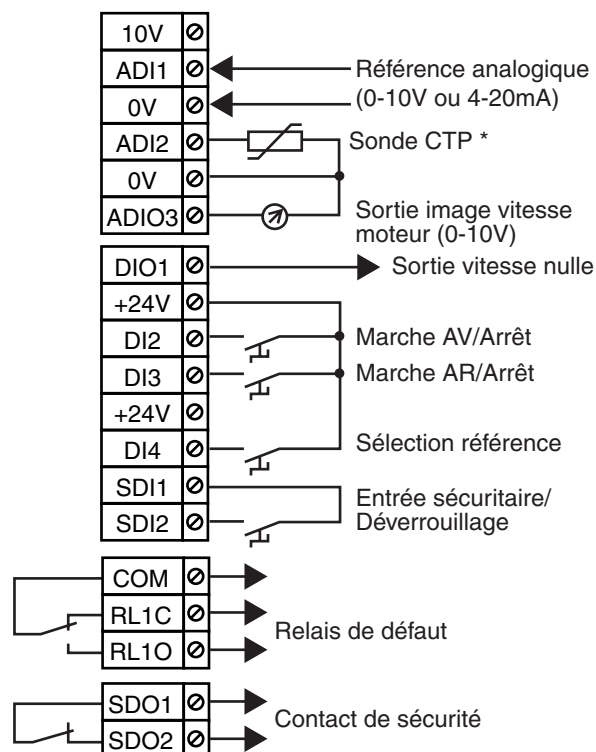 10V
ADI1
Référence analogique
0V
(0-10V ou 4-20mA)
ADI2
Sonde CTP *
0V
ADIO3
Sortie image vitesse
moteur (0-10V)
DIO1
Sortie vitesse nulle
+24V
DI2
Marche AV/Arrêt
DI3
Marche AR/Arrêt
+24V
DI4
Sélection référence
SDI1
Entrée sécuritaire/
SDI2
Déverrouillage
COM
RL1C
Relais de défaut
RL1O
SDO1
Contact de sécurité
SDO2